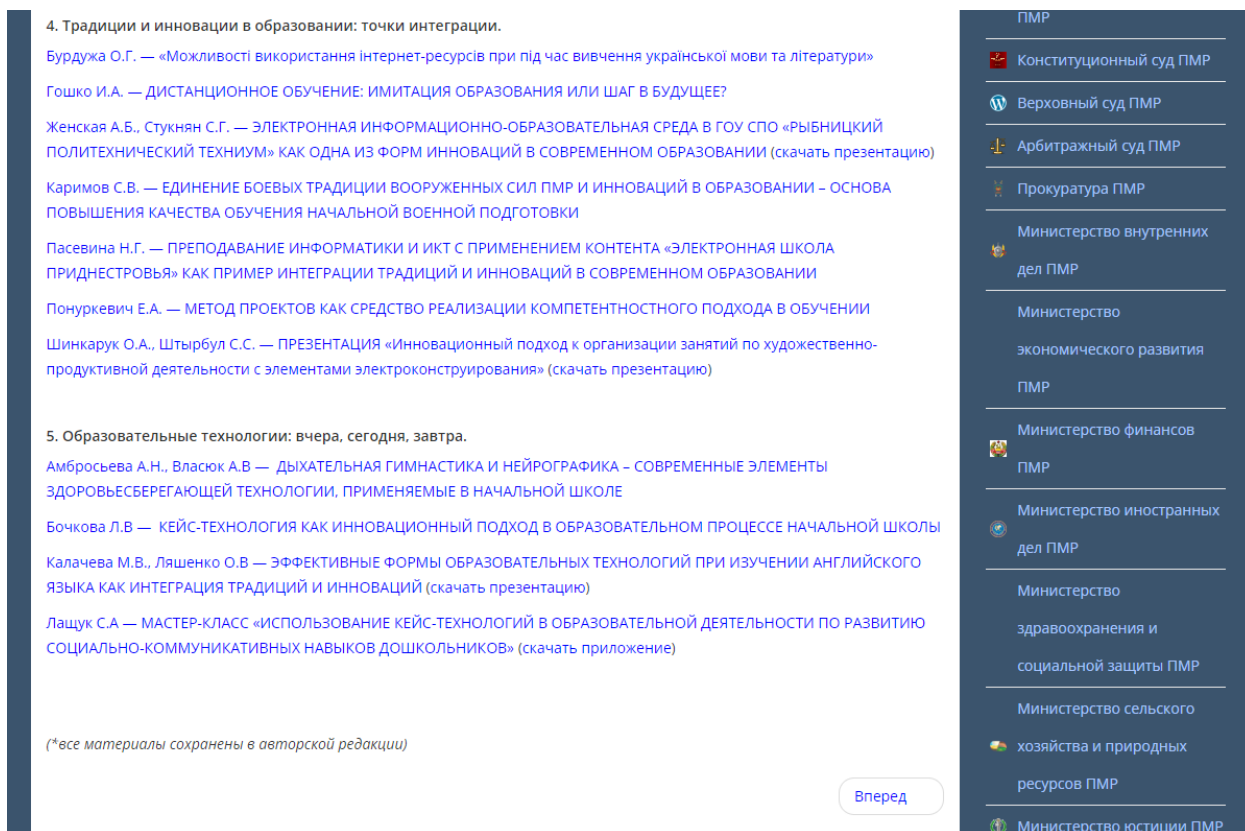 4. Традиции и инновации в образовании: точки интеграции.
Бурдужа О.Г. — «Можливості використання інтернет-ресурсів при під час вивчення української мови та літератури»
Гошко И.А. — ДИСТАНЦИОННОЕ ОБУЧЕНИЕ: ИМИТАЦИЯ ОБРАЗОВАНИЯ ИЛИ ШАГ В БУДУЩЕЕ?
Женская А.Б., Стукнян С.Г. — ЭЛЕКТРОННАЯ ИНФОРМАЦИОННО-ОБРАЗОВАТЕЛЬНАЯ СРЕДА В ГОУ СПО «РЫБНИЦКИЙ
ПОЛИТЕХНИЧЕСКИЙ ТЕХНИУМ» КАК ОДНА ИЗ ФОРМ ИННОВАЦИЙ В СОВРЕМЕННОМ ОБРАЗОВАНИИ (скачать презентацию)
Каримов С.В. — ЕДИНЕНИЕ БОЕВЫХ ТРАДИЦИИ ВООРУЖЕННЫХ СИЛ ПМР И ИННОВАЦИЙ В ОБРАЗОВАНИИ – ОСНОВА
ПОВЫШЕНИЯ КАЧЕСТВА ОБУЧЕНИЯ НАЧАЛЬНОЙ ВОЕННОЙ ПОДГОТОВКИ
Пасевина Н.Г. — ПРЕПОДАВАНИЕ ИНФОРМАТИКИ И ИКТ С ПРИМЕНЕНИЕМ КОНТЕНТА «ЭЛЕКТРОННАЯ ШКОЛА
ПРИДНЕСТРОВЬЯ» КАК ПРИМЕР ИНТЕГРАЦИИ ТРАДИЦИЙ И ИННОВАЦИЙ В СОВРЕМЕННОМ ОБРАЗОВАНИИ
Понуркевич Е.А. — МЕТОД ПРОЕКТОВ КАК СРЕДСТВО РЕАЛИЗАЦИИ КОМПЕТЕНТНОСТНОГО ПОДХОДА В ОБУЧЕНИИ
Шинкарук О.А., Штырбул С.С. — ПРЕЗЕНТАЦИЯ «Инновационный подход к организации занятий по художественно-
продуктивной деятельности с элементами электроконструирования» (скачать презентацию)
5. Образовательные технологии: вчера, сегодня, завтра.
Амбросьева А.Н., Власюк А.В — ДЫХАТЕЛЬНАЯ ГИМНАСТИКА И НЕЙРОГРАФИКА – СОВРЕМЕННЫЕ ЭЛЕМЕНТЫ
ЗДОРОВЬЕСБЕРЕГАЮЩЕЙ ТЕХНОЛОГИИ, ПРИМЕНЯЕМЫЕ В НАЧАЛЬНОЙ ШКОЛЕ
Бочкова Л.В — КЕЙС-ТЕХНОЛОГИЯ КАК ИННОВАЦИОННЫЙ ПОДХОД В ОБРАЗОВАТЕЛЬНОМ ПРОЦЕССЕ НАЧАЛЬНОЙ ШКОЛЫ
Калачева М.В., Ляшенко О.В — ЭФФЕКТИВНЫЕ ФОРМЫ ОБРАЗОВАТЕЛЬНЫХ ТЕХНОЛОГИЙ ПРИ ИЗУЧЕНИИ АНГЛИЙСКОГО
ЯЗЫКА КАК ИНТЕГРАЦИЯ ТРАДИЦИЙ И ИННОВАЦИЙ (скачать презентацию)
Лащук С.А — МАСТЕР-КЛАСС «ИСПОЛЬЗОВАНИЕ КЕЙС-ТЕХНОЛОГИЙ В ОБРАЗОВАТЕЛЬНОЙ ДЕЯТЕЛЬНОСТИ ПО РАЗВИТИЮ
СОЦИАЛЬНО-КОММУНИКАТИВНЫХ НАВЫКОВ ДОШКОЛЬНИКОВ» (скачать приложение)
(*все материалы сохранены в авторской редакции)
Вперед
ПМР
Конституционный суд ПМР
Верховный суд ПМР
Арбитражный суд ПМР
Прокуратура ПМР
Министерство внутренних
дел ПМР
Министерство
экономического развития
ПМР
Министерство финансов
ПМР
Министерство иностранных
дел ПМР
Министерство
здравоохранения и
социальной защиты ПМР
Министерство сельского
хозяйства и природных
ресурсов ПМР
Министерство юстиции ПМР